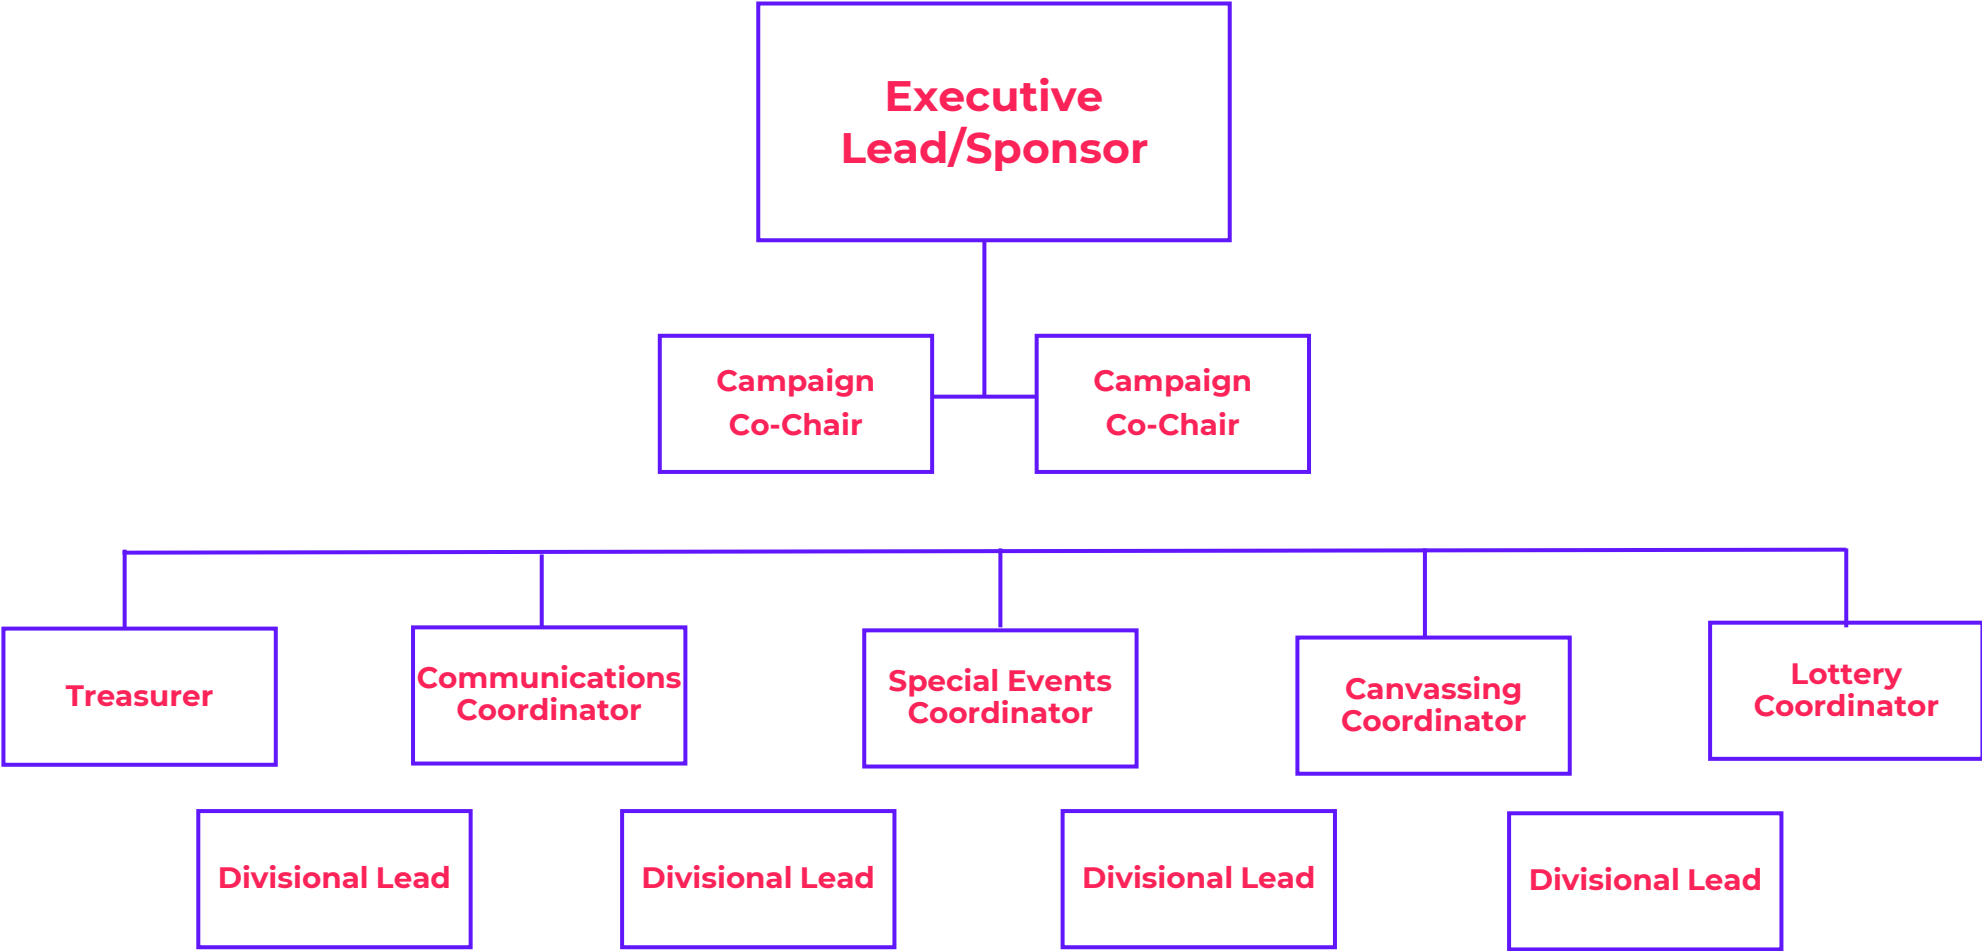 Executive
Lead/Sponsor
Campaign
Co-Chair
Campaign
Co-Chair
Treasurer
Communications
Coordinator
Special Events
Coordinator
Canvassing
Coordinator
Lottery
Coordinator
Divisional Lead
Divisional Lead
Divisional Lead
Divisional Lead